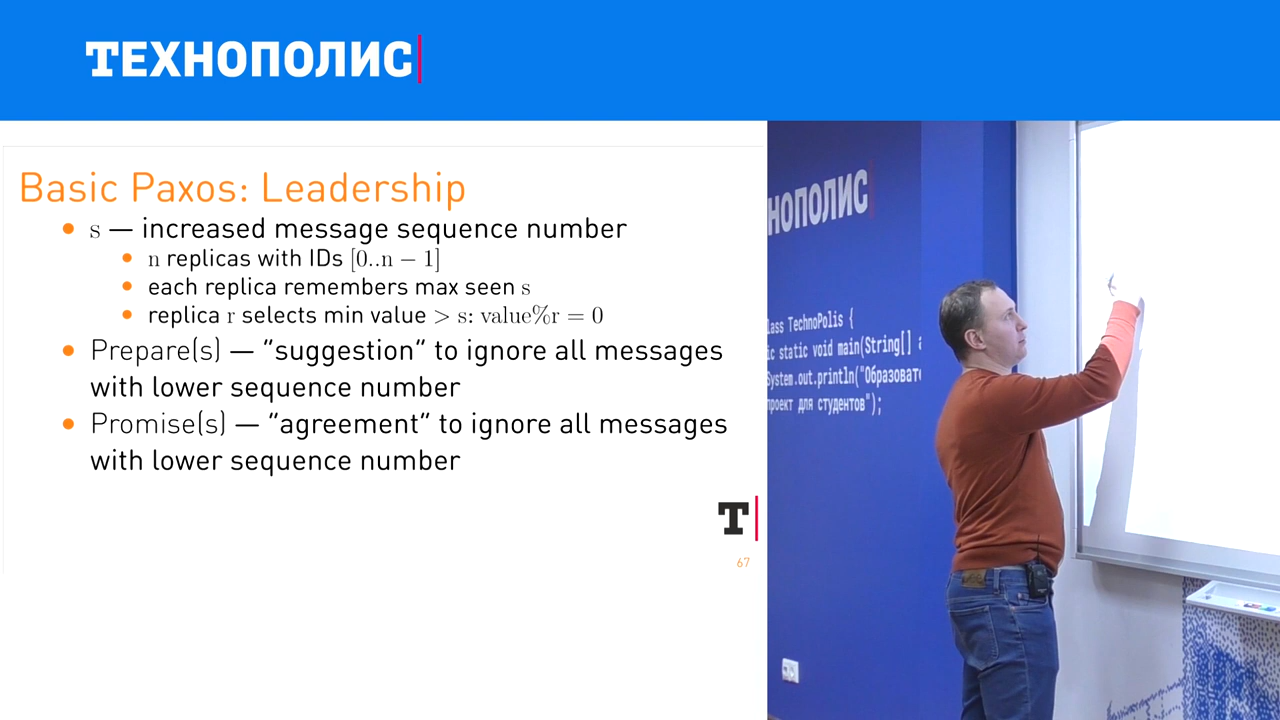 ТЕХНОПОЛИС
Basic Paxos: Leadership
s — increased message sequence number
n replicas with IDs [0..n − 1]
each replica remembers max seen s
replica r selects min value > s: value%r = 0
Prepare(s) — ”suggestion” to ignore all messages
with lower sequence number
Promise(s) — ”agreement” to ignore all messages
with lower sequence number
T
67
НОПОЛИС
lass TechnoPolis {
ic static void main(String[] a
System.out.println("Образоват
проект для студентов");